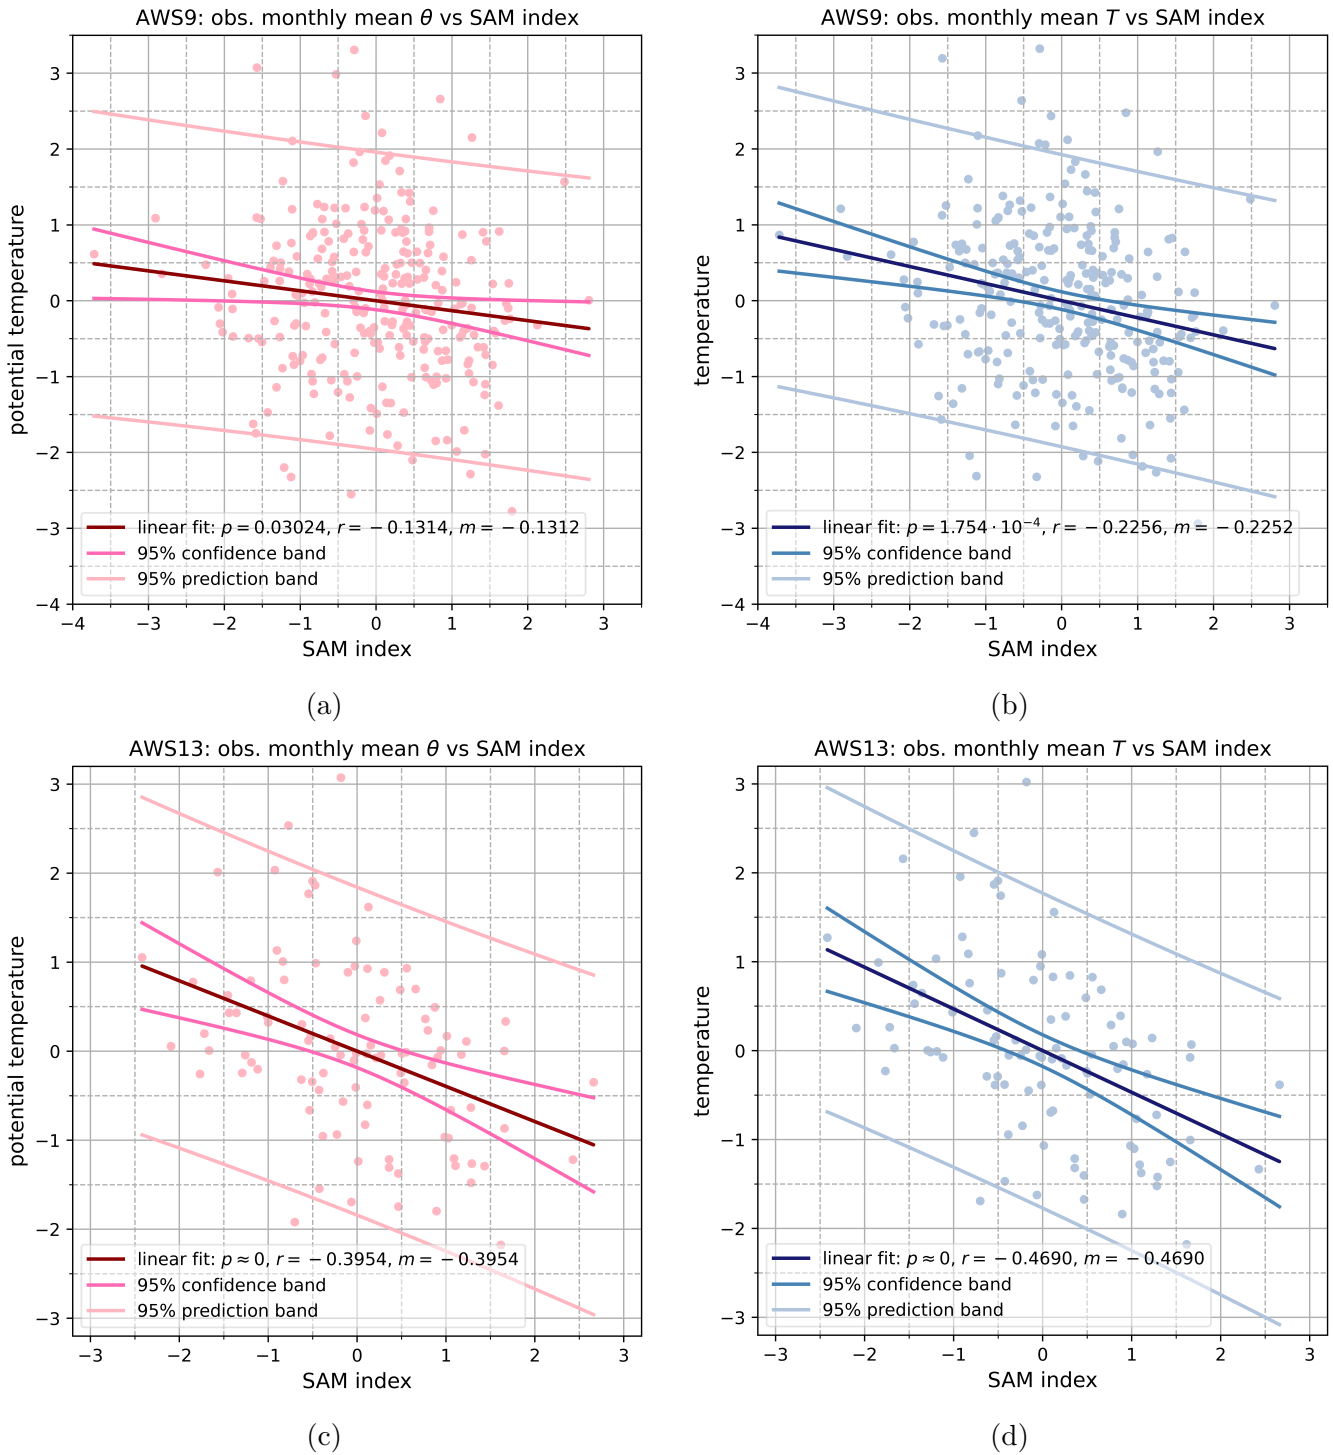 AWS9: obs. monthly mean θ vs SAM index
potential temperature
3
2
1
0
−1
−2
−3
−4
linear fit: p = 0.03024, r = −0.1314, m = −0.1312
95% confidence band
95% prediction band
−4 −3 −2 −1 0 1 2 3
SAM index
(a)
AWS9: obs. monthly mean T vs SAM index
temperature
3
2
1
0
−1
−2
−3
−4
linear fit: p = 1.754 · 10⁻⁴, r = −0.2256, m = −0.2252
95% confidence band
95% prediction band
−4 −3 −2 −1 0 1 2 3
SAM index
(b)
AWS13: obs. monthly mean θ vs SAM index
potential temperature
3
2
1
0
−1
−2
−3
linear fit: p ≈ 0, r = −0.3954, m = −0.3954
95% confidence band
95% prediction band
−3 −2 −1 0 1 2 3
SAM index
(c)
AWS13: obs. monthly mean T vs SAM index
temperature
3
2
1
0
−1
−2
−3
linear fit: p ≈ 0, r = −0.4690, m = −0.4690
95% confidence band
95% prediction band
−3 −2 −1 0 1 2 3
SAM index
(d)